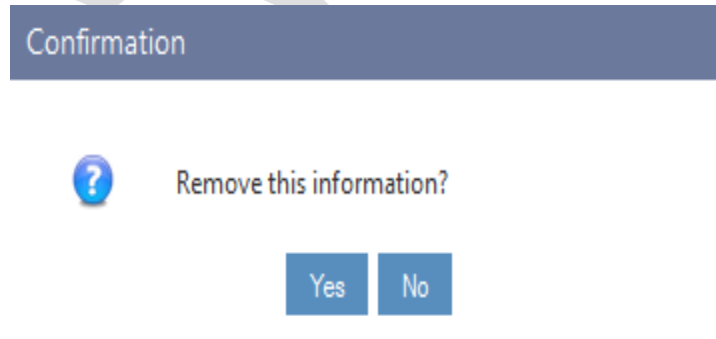 Confirmation
Remove this information?
Yes No